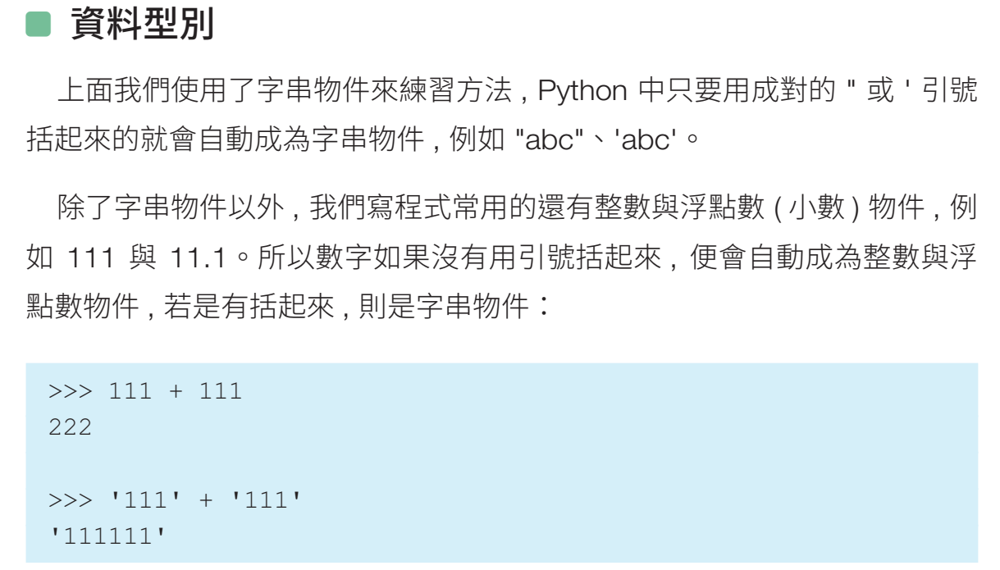 資料型別
上面我們使用了字串物件來練習方法 , Python 中只要用成對的 " 或 ' 引號
括起來的就會自動成為字串物件 , 例如 "abc"、'abc'。
除了字串物件以外 , 我們寫程式常用的還有整數與浮點數 ( 小數 ) 物件 , 例
如 111 與 11.1。所以數字如果沒有用引號括起來 , 便會自動成為整數與浮
點數物件 , 若是有括起來 , 則是字串物件：
>>> 111 + 111
222
>>> '111' + '111'
'111111'